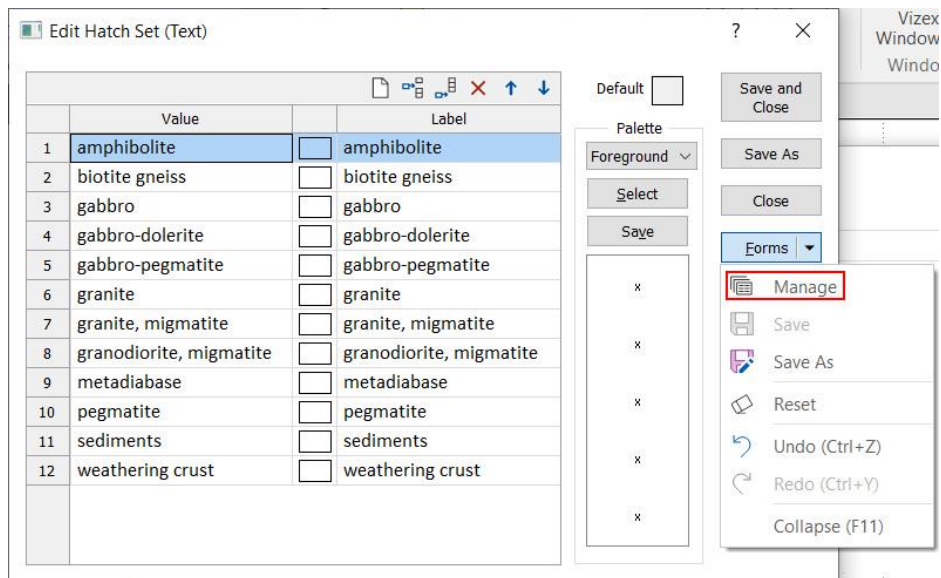 Edit Hatch Set (Text)
?
Vizex
Window
Windo
Value
Label
1 amphibolite amphibolite
2 biotite gneiss biotite gneiss
3 gabbro gabbro
4 gabbro-dolerite gabbro-dolerite
5 gabbro-pegmatite gabbro-pegmatite
6 granite granite
7 granite, migmatite granite, migmatite
8 granodiorite, migmatite granodiorite, migmatite
9 metadiabase metadiabase
10 pegmatite pegmatite
11 sediments sediments
12 weathering crust weathering crust
Default
Palette
Foreground
Select
Save
x
x
x
x
x
Save and
Close
Save As
Close
Forms
Manage
Save
Save As
Reset
Undo (Ctrl+Z)
Redo (Ctrl+Y)
Collapse (F11)